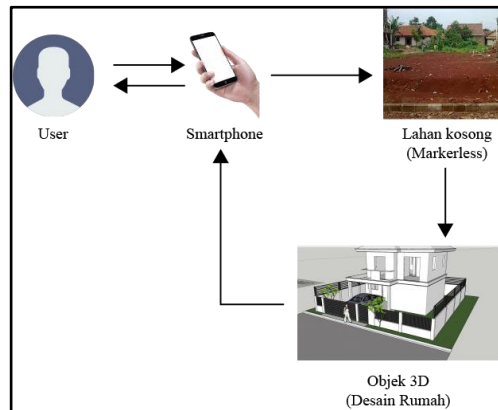 User
Smartphone
Lahan kosong
(Markerless)
Objek 3D
(Desain Rumah)